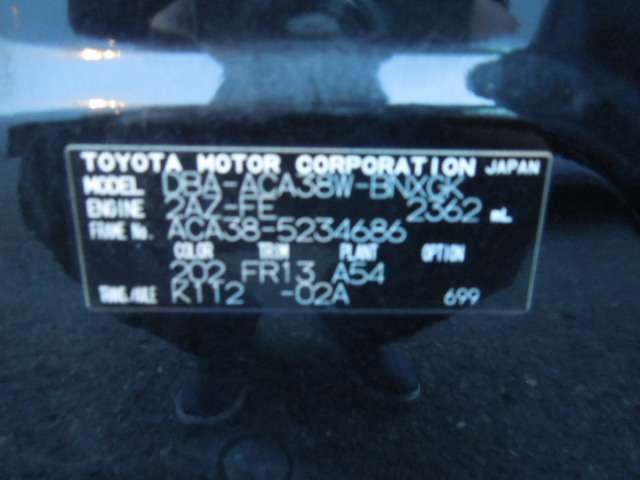 TOYOTA MOTOR CORPORATION JAPAN
MODEL DBA-ACA38W-BNXGK
ENGINE 2AZ-FE 2362 mL
FRAME No. ACA38-5234686
COLOR TRIM PLANT OPTION
202 FR13 A54
TRANS/AXLE K112 -02A 699